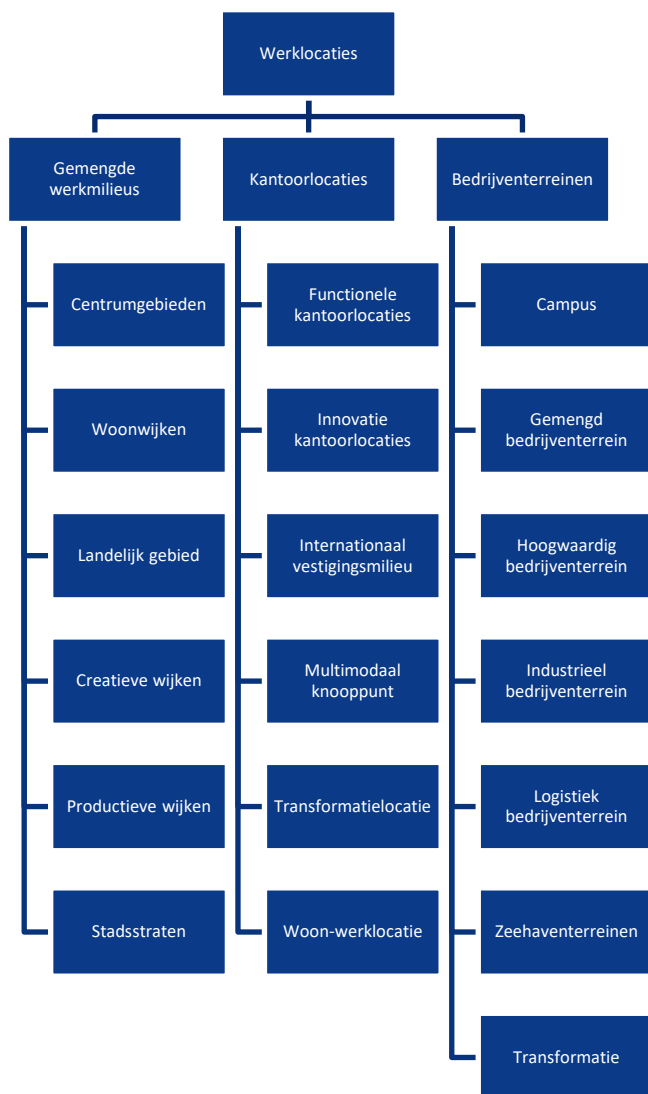 Werklocaties
Gemengde
werkmilieus
Kantoorlocaties
Bedrijventerreinen
Centrumgebieden
Functionele
kantoorlocaties
Campus
Woonwijken
Innovatie
kantoorlocaties
Gemengd
bedrijventerrein
Landelijk gebied
Internationaal
vestigingsmilieu
Hoogwaardig
bedrijventerrein
Creatieve wijken
Multimodaal
knooppunt
Industrieel
bedrijventerrein
Productieve wijken
Transformatielocatie
Logistiek
bedrijventerrein
Stadsstraten
Woon-werklocatie
Zeehaventerreinen
Transformatie